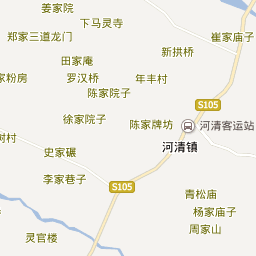 姜家院
下马灵寺
郑家三道龙门
崔家庙子
新拱桥
田家庵
家粉房
罗汉桥
年丰村
陈家院子
S105
徐家院子
陈家牌坊
河清客运站
树村
河清镇
史家碾
李家巷子
S105
青松庙
杨家庙子
灵官楼
周家山